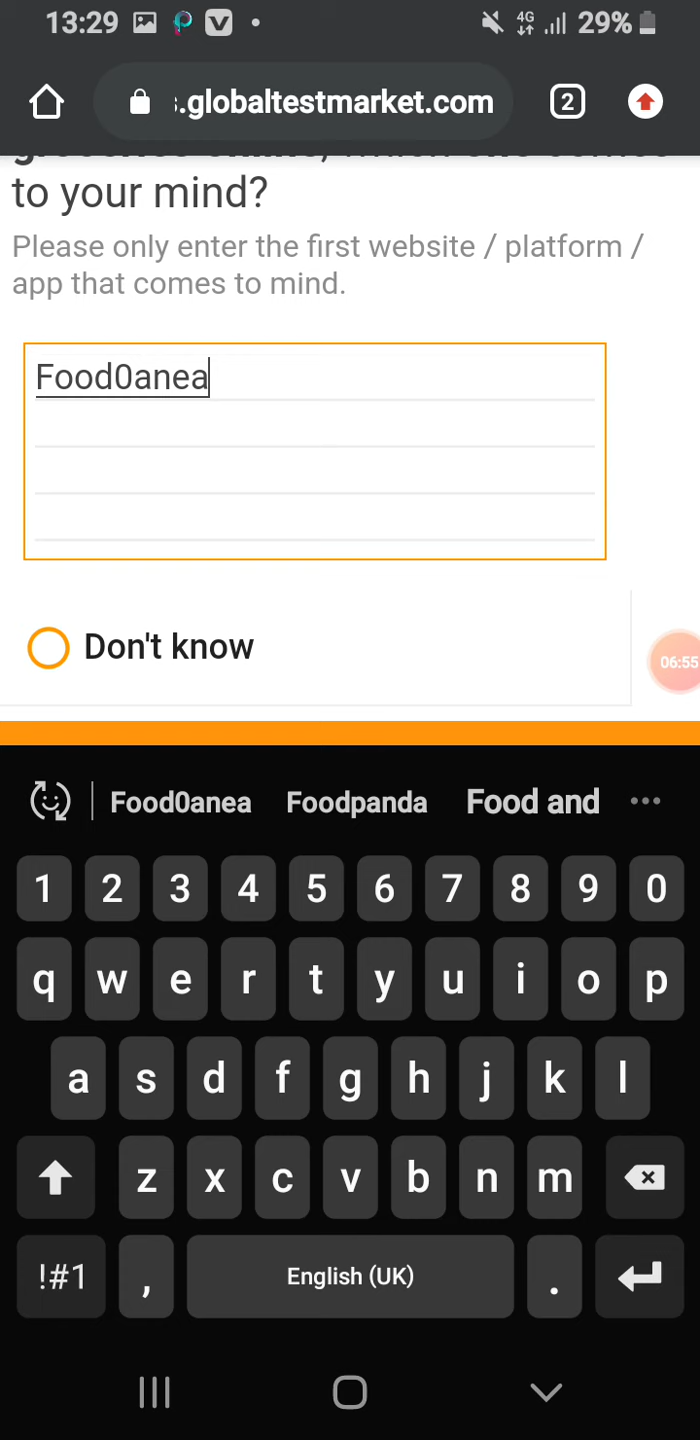 13:29
4G
29%
.globaltestmarket.com
2
to your mind?
Please only enter the first website / platform /
app that comes to mind.
Food0anea
Don't know
06:55
Food0anea Foodpanda Food and
1 2 3 4 5 6 7 8 9 0
q w e r t y u i o p
a s d f g h j k l
z x c v b n m
!#1 , English (UK) .